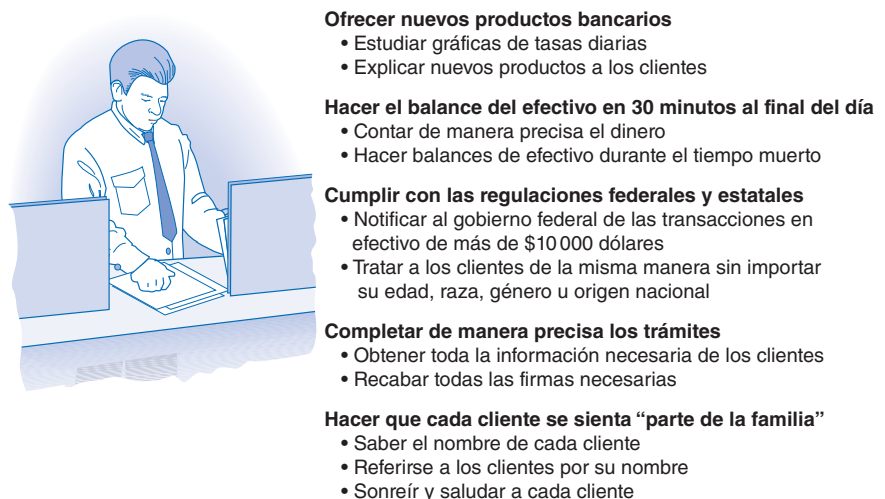 Ofrecer nuevos productos bancarios
• Estudiar gráficas de tasas diarias
• Explicar nuevos productos a los clientes
Hacer el balance del efectivo en 30 minutos al final del día
• Contar de manera precisa el dinero
• Hacer balances de efectivo durante el tiempo muerto
Cumplir con las regulaciones federales y estatales
• Notificar al gobierno federal de las transacciones en
efectivo de más de $10 000 dólares
• Tratar a los clientes de la misma manera sin importar
su edad, raza, género u origen nacional
Completar de manera precisa los trámites
• Obtener toda la información necesaria de los clientes
• Recabar todas las firmas necesarias
Hacer que cada cliente se sienta “parte de la familia”
• Saber el nombre de cada cliente
• Referirse a los clientes por su nombre
• Sonreír y saludar a cada cliente